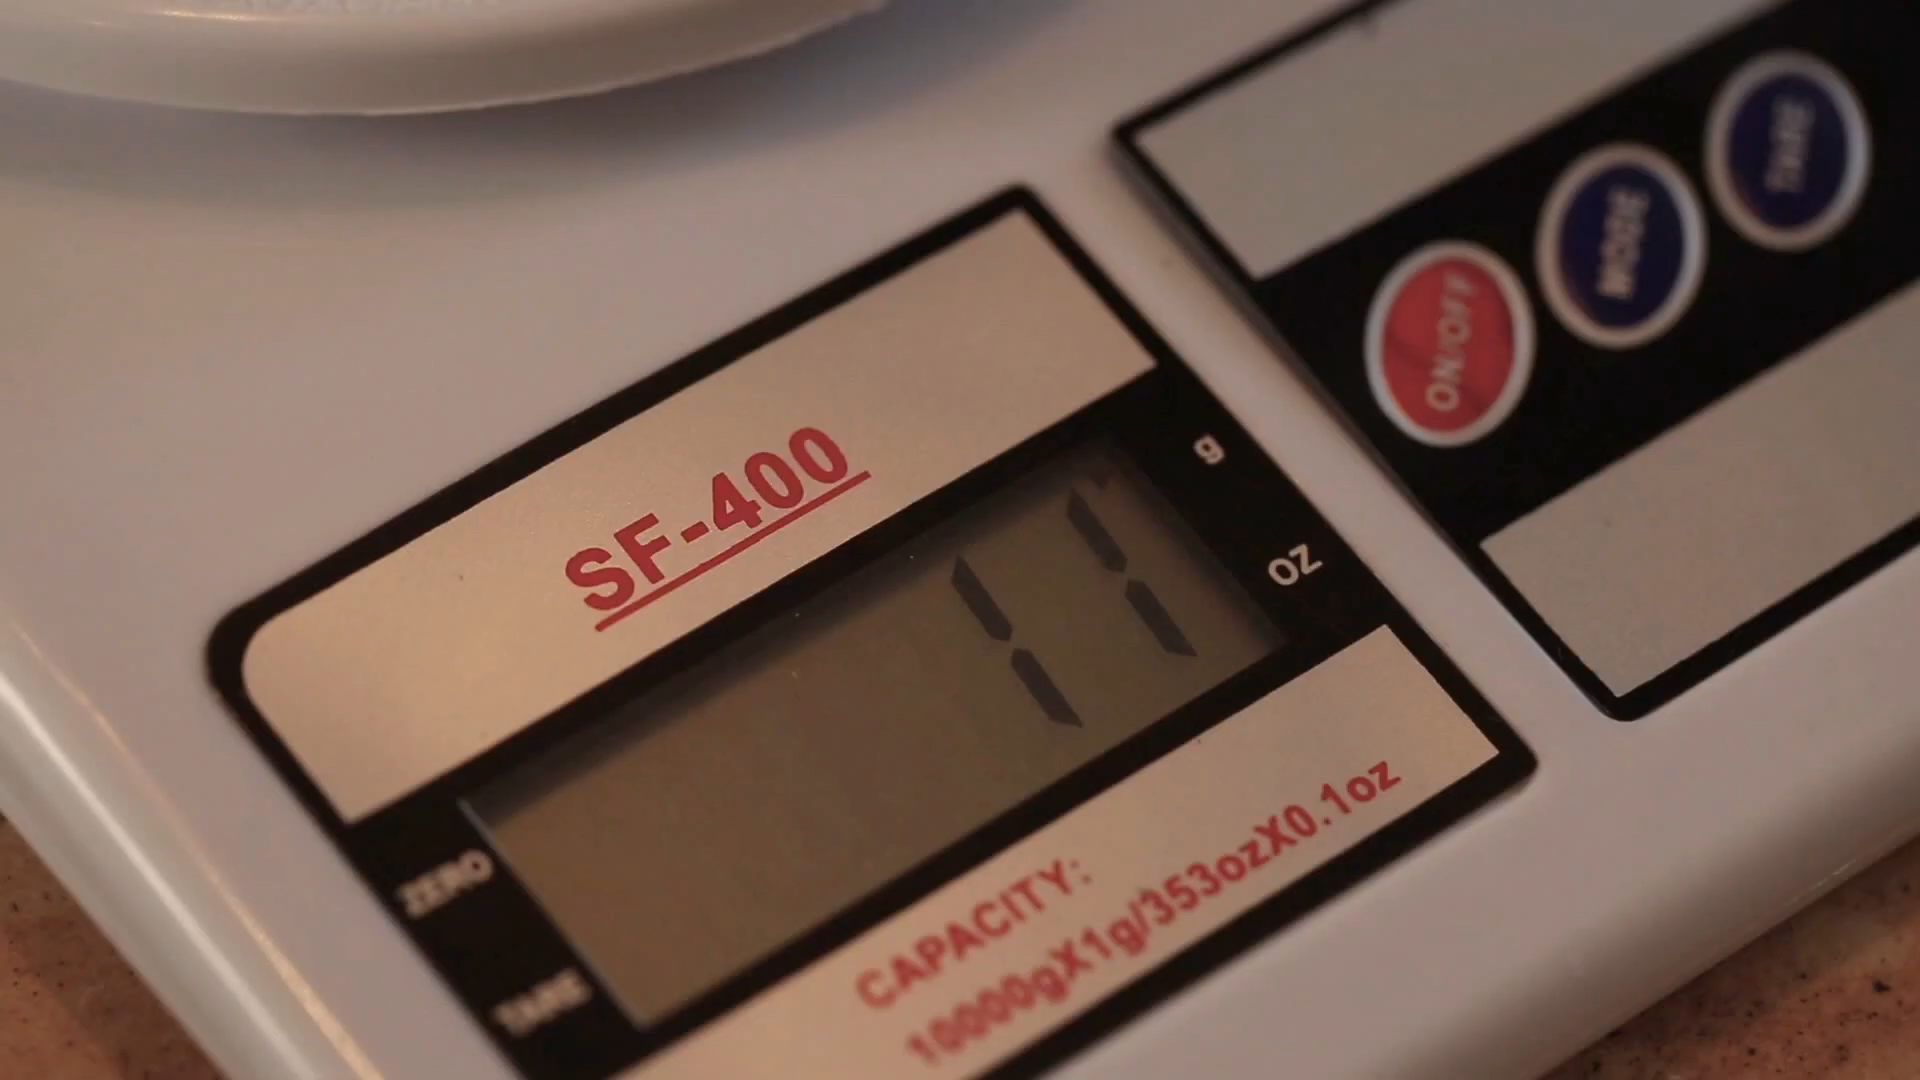 SF-400
11
g
OZ
ZERO
TARE
CAPACITY:
10000gX1g/353ozX0.1oz
ON/OFF
MODE
TARE